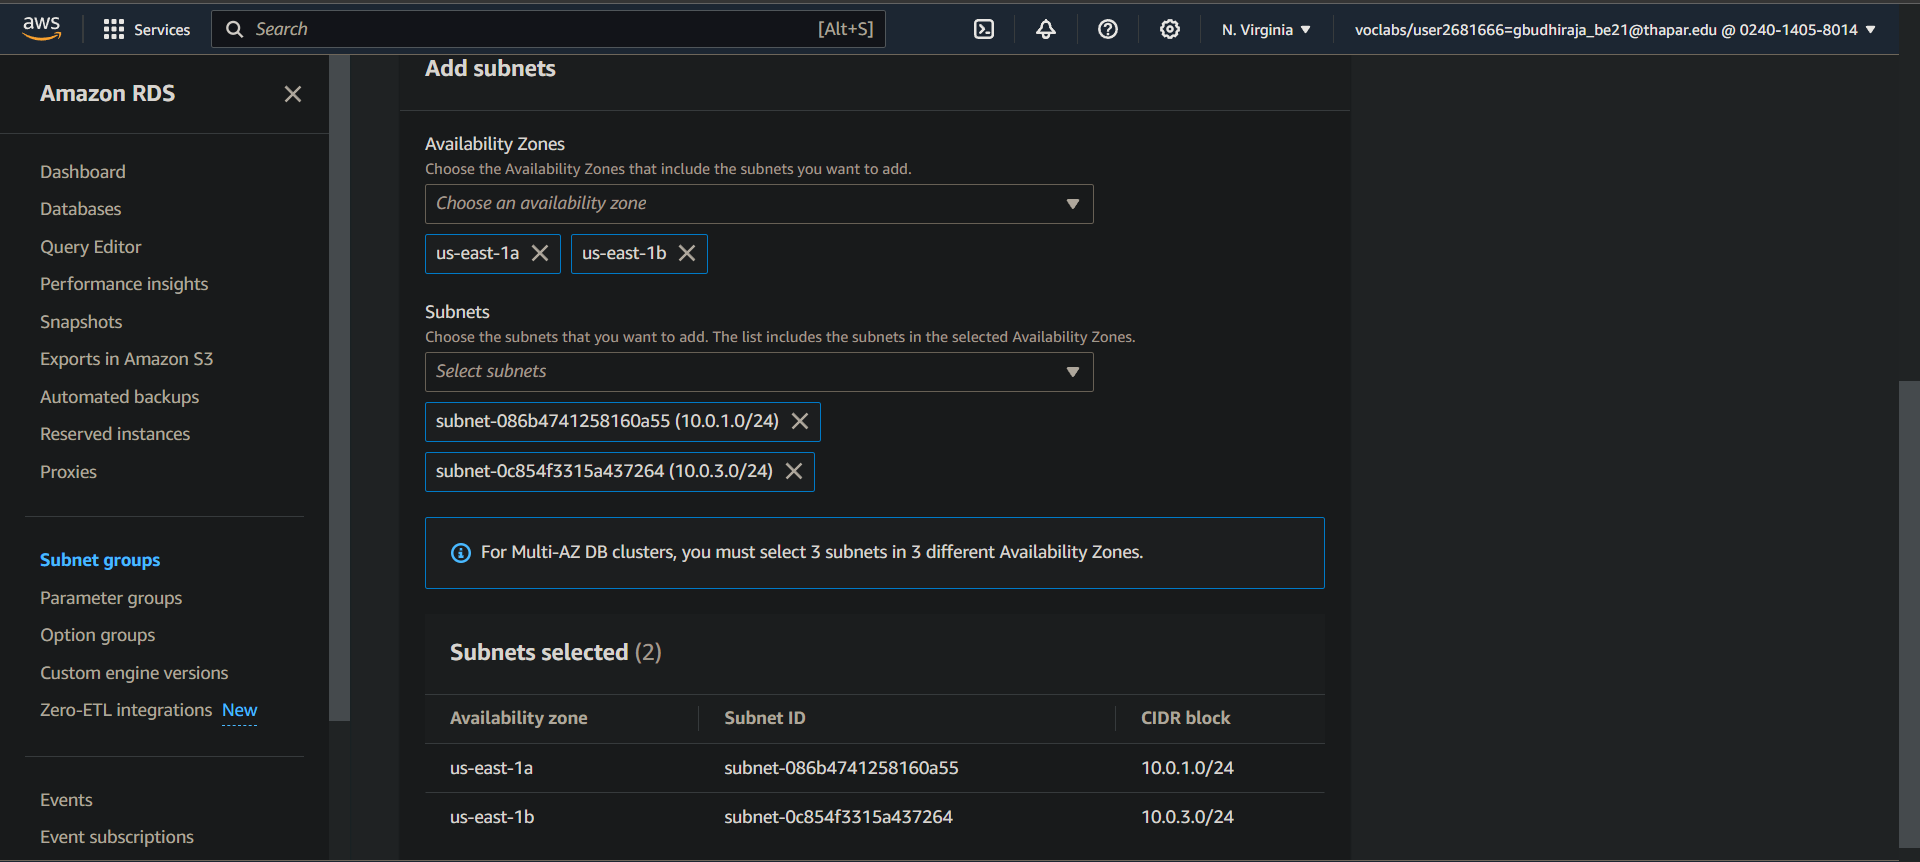 aws
Services
Search [Alt+S]
N. Virginia
voclabs/user2681666=gbudhiraja_be21@thapar.edu @ 0240-1405-8014
Amazon RDS
Dashboard
Databases
Query Editor
Performance insights
Snapshots
Exports in Amazon S3
Automated backups
Reserved instances
Proxies
Subnet groups
Parameter groups
Option groups
Custom engine versions
Zero-ETL integrations New
Events
Event subscriptions
Add subnets
Availability Zones
Choose the Availability Zones that include the subnets you want to add.
Choose an availability zone
us-east-1a us-east-1b
Subnets
Choose the subnets that you want to add. The list includes the subnets in the selected Availability Zones.
Select subnets
subnet-086b4741258160a55 (10.0.1.0/24)
subnet-0c854f3315a437264 (10.0.3.0/24)
For Multi-AZ DB clusters, you must select 3 subnets in 3 different Availability Zones.
Subnets selected (2)
Availability zone Subnet ID CIDR block
us-east-1a subnet-086b4741258160a55 10.0.1.0/24
us-east-1b subnet-0c854f3315a437264 10.0.3.0/24